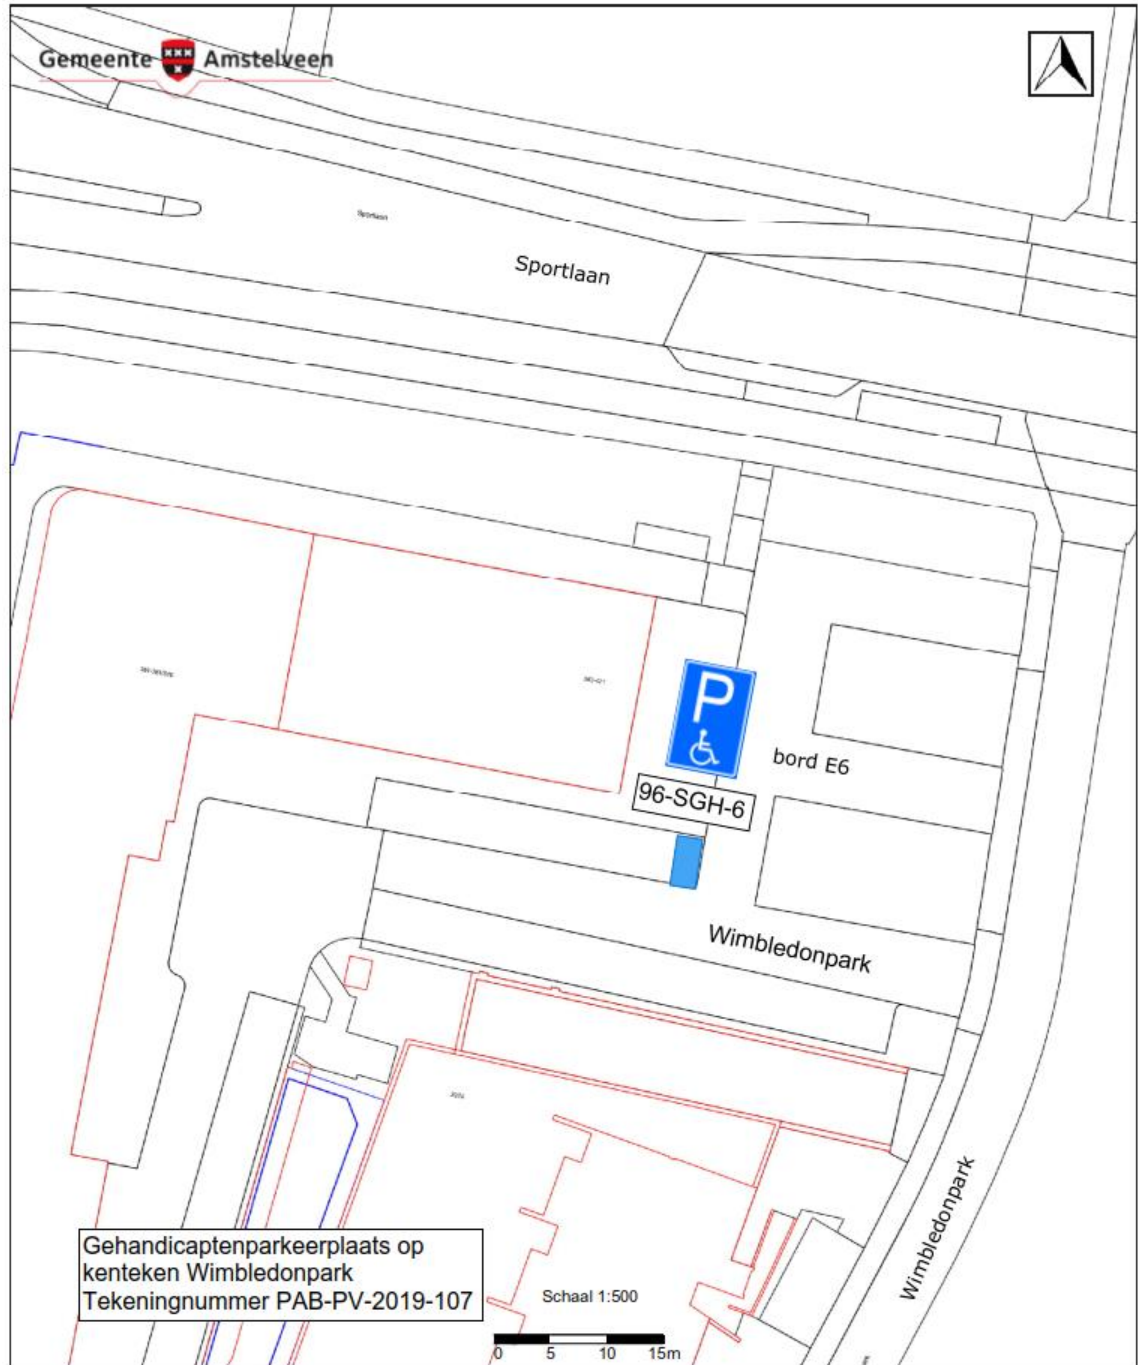 Gemeente Amstelveen
Sportlaan
Sportlaan
P
bord E6
96-SGH-6
Wimbledonpark
Wimbledonpark
Gehandicaptenparkeerplaats op
kenteken Wimbledonpark
Tekeningnummer PAB-PV-2019-107
Schaal 1:500
0 5 10 15m